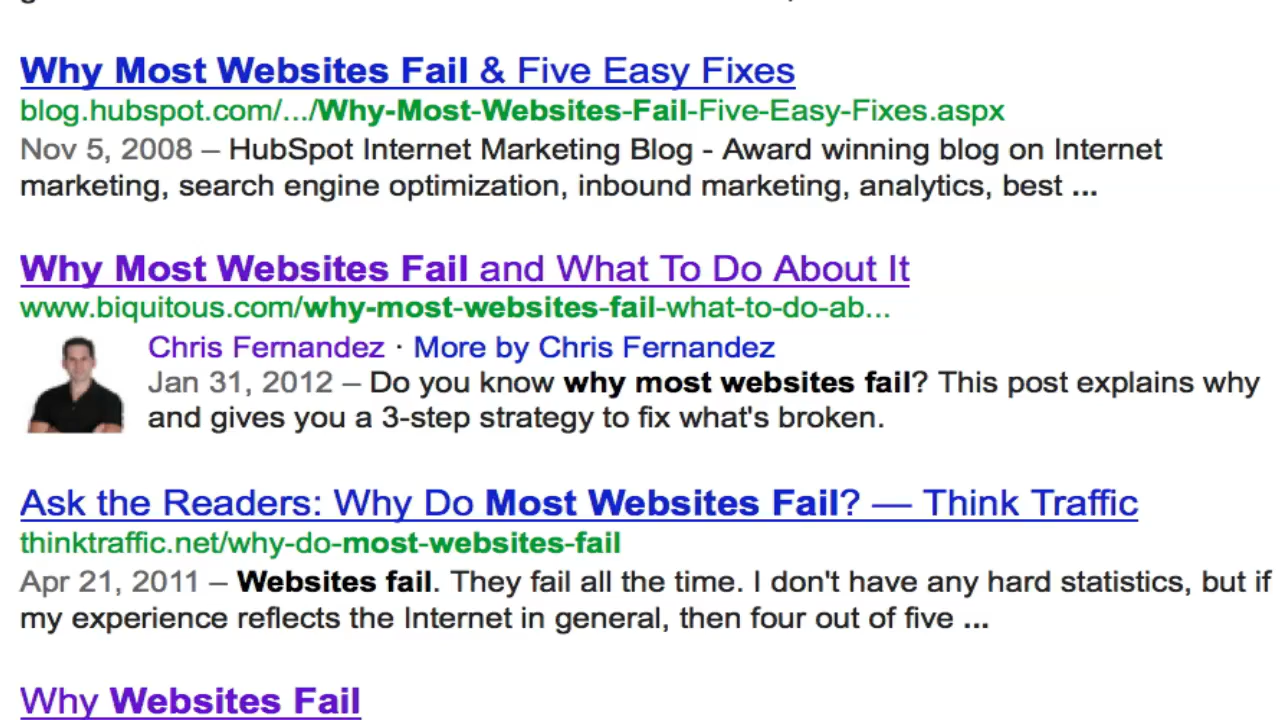 Why Most Websites Fail & Five Easy Fixes
blog.hubspot.com/.../Why-Most-Websites-Fail-Five-Easy-Fixes.aspx
Nov 5, 2008 – HubSpot Internet Marketing Blog - Award winning blog on Internet
marketing, search engine optimization, inbound marketing, analytics, best ...
Why Most Websites Fail and What To Do About It
www.biquitous.com/why-most-websites-fail-what-to-do-ab...
Chris Fernandez · More by Chris Fernandez
Jan 31, 2012 – Do you know why most websites fail? This post explains why
and gives you a 3-step strategy to fix what's broken.
Ask the Readers: Why Do Most Websites Fail? — Think Traffic
thinktraffic.net/why-do-most-websites-fail
Apr 21, 2011 – Websites fail. They fail all the time. I don't have any hard statistics, but if
my experience reflects the Internet in general, then four out of five ...
Why Websites Fail